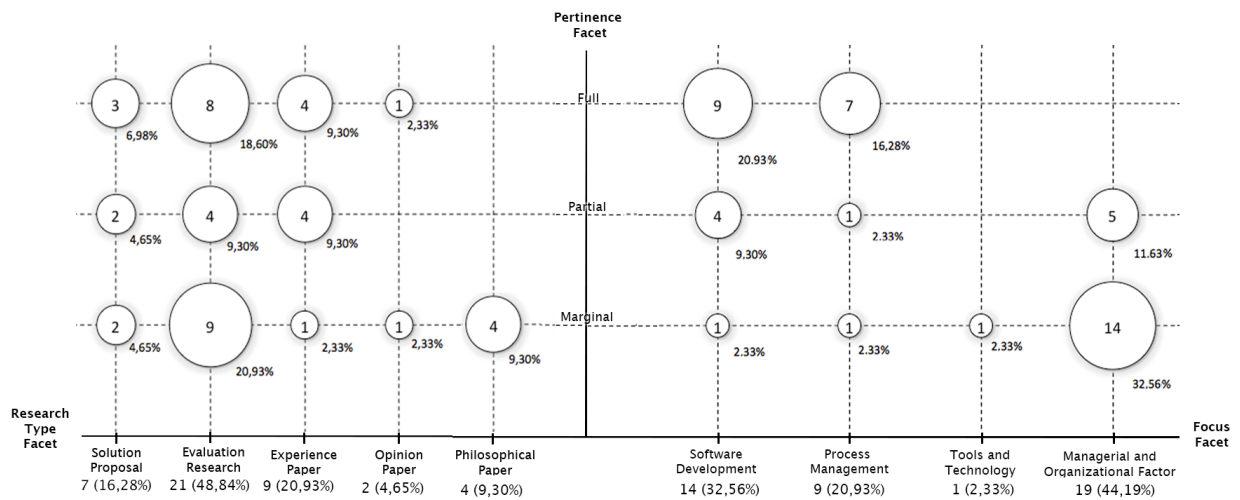 Pertinence
Facet
Full
3
8
4
1
9
7
6,98%
18,60%
9,30%
2,33%
20.93%
16,28%
Partial
2
4
4
4
1
5
4,65%
9,30%
9,30%
9.30%
2.33%
11.63%
Marginal
2
9
1
1
4
1
1
1
14
4,65%
20,93%
2,33%
2,33%
9,30%
2.33%
2.33%
2.33%
32.56%
Research
Type
Facet
Focus
Facet
Solution
Proposal
7 (16,28%)
Evaluation
Research
21 (48,84%)
Experience
Paper
9 (20,93%)
Opinion
Paper
2 (4,65%)
Philosophical
Paper
4 (9,30%)
Software
Development
14 (32,56%)
Process
Management
9 (20,93%)
Tools and
Technology
1 (2,33%)
Managerial and
Organizational Factor
19 (44,19%)